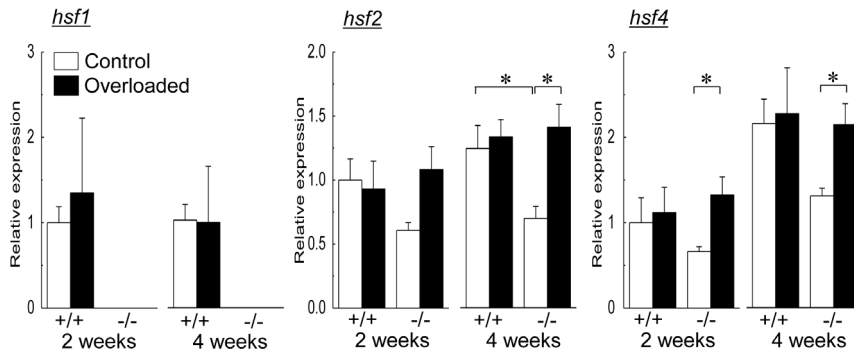 hsf1
hsf2
hsf4
Control
Overloaded
Relative expression
3
2
1
0
+/+ -/- +/+ -/-
2 weeks 4 weeks
Relative expression
2.0
1.5
1.0
0.5
0.0
* *
+/+ -/- +/+ -/-
2 weeks 4 weeks
Relative expression
3
2
1
0
* *
+/+ -/- +/+ -/-
2 weeks 4 weeks